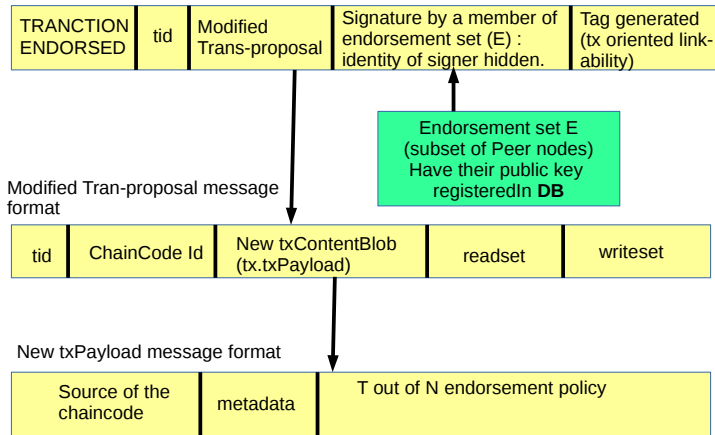 TRANCTION
ENDORSED
tid
Modified
Trans-proposal
Signature by a member of
endorsement set (E) :
identity of signer hidden.
Tag generated
(tx oriented link-
ability)
Endorsement set E
(subset of Peer nodes)
Have their public key
registeredIn DB
Modified Tran-proposal message
format
tid
ChainCode Id
New txContentBlob
(tx.txPayload)
readset
writeset
New txPayload message format
Source of the
chaincode
metadata
T out of N endorsement policy